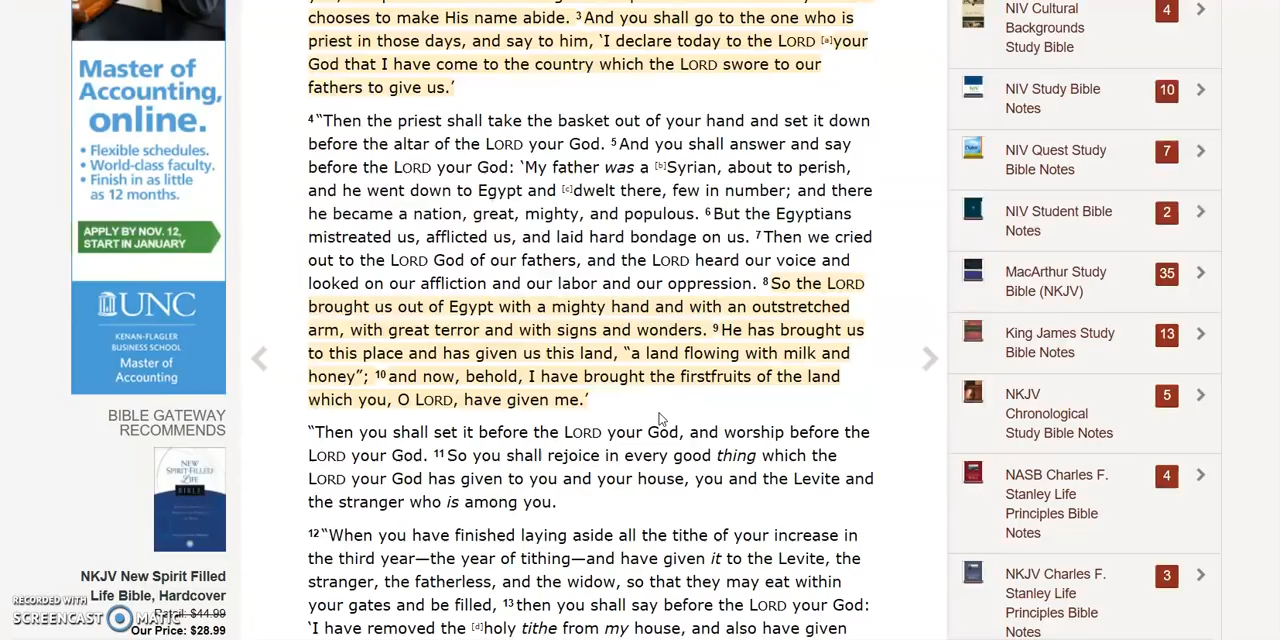 Master of
Accounting,
online.
• Flexible schedules.
• World-class faculty.
• Finish in as little
as 12 months.
APPLY BY NOV. 12,
START IN JANUARY
UNC
KENAN-FLAGLER
BUSINESS SCHOOL
Master of
Accounting
BIBLE GATEWAY
RECOMMENDS
NEW
SPIRIT-FILLED
LIFE
BIBLE
NKJV New Spirit Filled
Life Bible, Hardcover
Retail: $44.99
Our Price: $28.99
RECORDED WITH
SCREENCAST MATIC
chooses to make His name abide. 3 And you shall go to the one who is
priest in those days, and say to him, ‘I declare today to the LORD [a]your
God that I have come to the country which the LORD swore to our
fathers to give us.’
4 “Then the priest shall take the basket out of your hand and set it down
before the altar of the LORD your God. 5 And you shall answer and say
before the LORD your God: ‘My father was a [b]Syrian, about to perish,
and he went down to Egypt and [c]dwelt there, few in number; and there
he became a nation, great, mighty, and populous. 6 But the Egyptians
mistreated us, afflicted us, and laid hard bondage on us. 7 Then we cried
out to the LORD God of our fathers, and the LORD heard our voice and
looked on our affliction and our labor and our oppression. 8 So the LORD
brought us out of Egypt with a mighty hand and with an outstretched
arm, with great terror and with signs and wonders. 9 He has brought us
to this place and has given us this land, “a land flowing with milk and
honey”; 10 and now, behold, I have brought the firstfruits of the land
which you, O LORD, have given me.’
“Then you shall set it before the LORD your God, and worship before the
LORD your God. 11 So you shall rejoice in every good thing which the
LORD your God has given to you and your house, you and the Levite and
the stranger who is among you.
12 “When you have finished laying aside all the tithe of your increase in
the third year—the year of tithing—and have given it to the Levite, the
stranger, the fatherless, and the widow, so that they may eat within
your gates and be filled, 13 then you shall say before the LORD your God:
‘I have removed the [d]holy tithe from my house, and also have given
NIV Cultural
Backgrounds
Study Bible
4
NIV Study Bible
Notes
10
NIV Quest Study
Bible Notes
7
NIV Student Bible
Notes
2
MacArthur Study
Bible (NKJV)
35
King James Study
Bible Notes
13
NKJV
Chronological
Study Bible Notes
5
NASB Charles F.
Stanley Life
Principles Bible
Notes
4
NKJV Charles F.
Stanley Life
Principles Bible
Notes
3